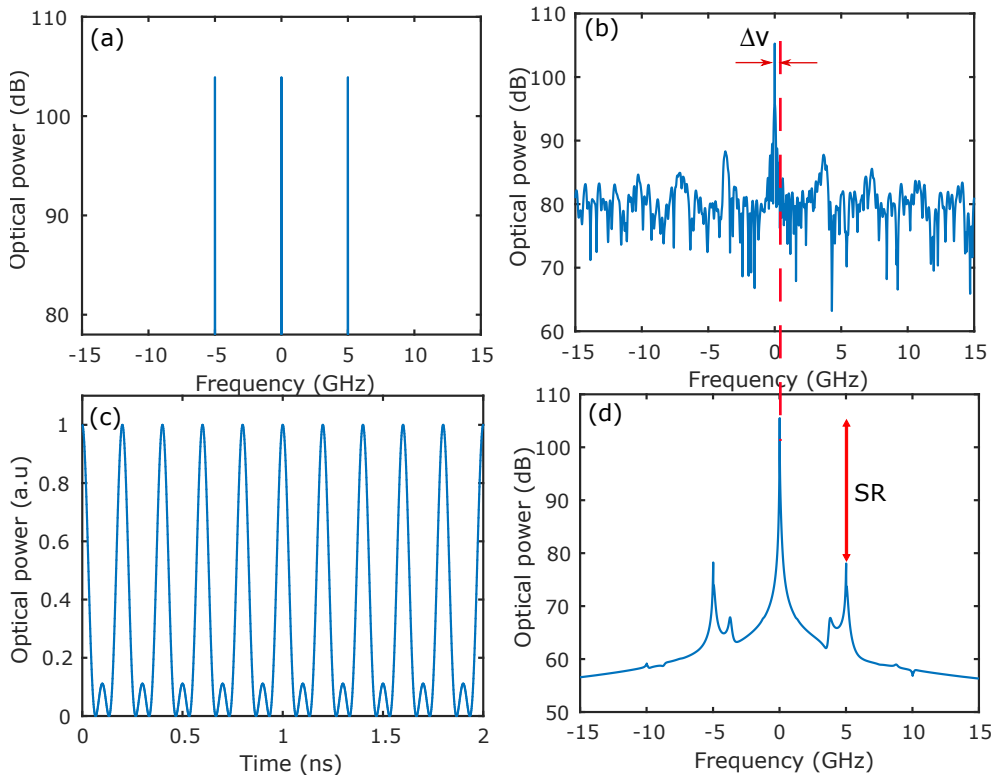 (a)
Optical power (dB)
110
100
90
80
-15 -10 -5 0 5 10 15
Frequency (GHz)
(b)
Δν
Optical power (dB)
110
100
90
80
70
60
-15 -10 -5 0 5 10 15
Frequency (GHz)
(c)
Optical power (a.u)
1
0.8
0.6
0.4
0.2
0
0 0.5 1 1.5 2
Time (ns)
(d)
SR
Optical power (dB)
110
100
90
80
70
60
50
-15 -10 -5 0 5 10 15
Frequency (GHz)